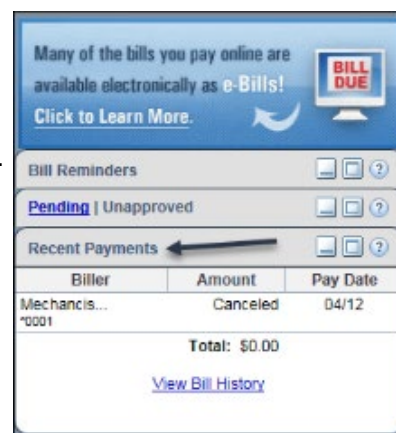 Many of the bills you pay online are
available electronically as e-Bills!
Click to Learn More.
BILL
DUE
Bill Reminders
?
Pending | Unapproved
?
Recent Payments
?
Biller Amount Pay Date
Mechancis... Canceled 04/12
*0001
Total: $0.00
View Bill History